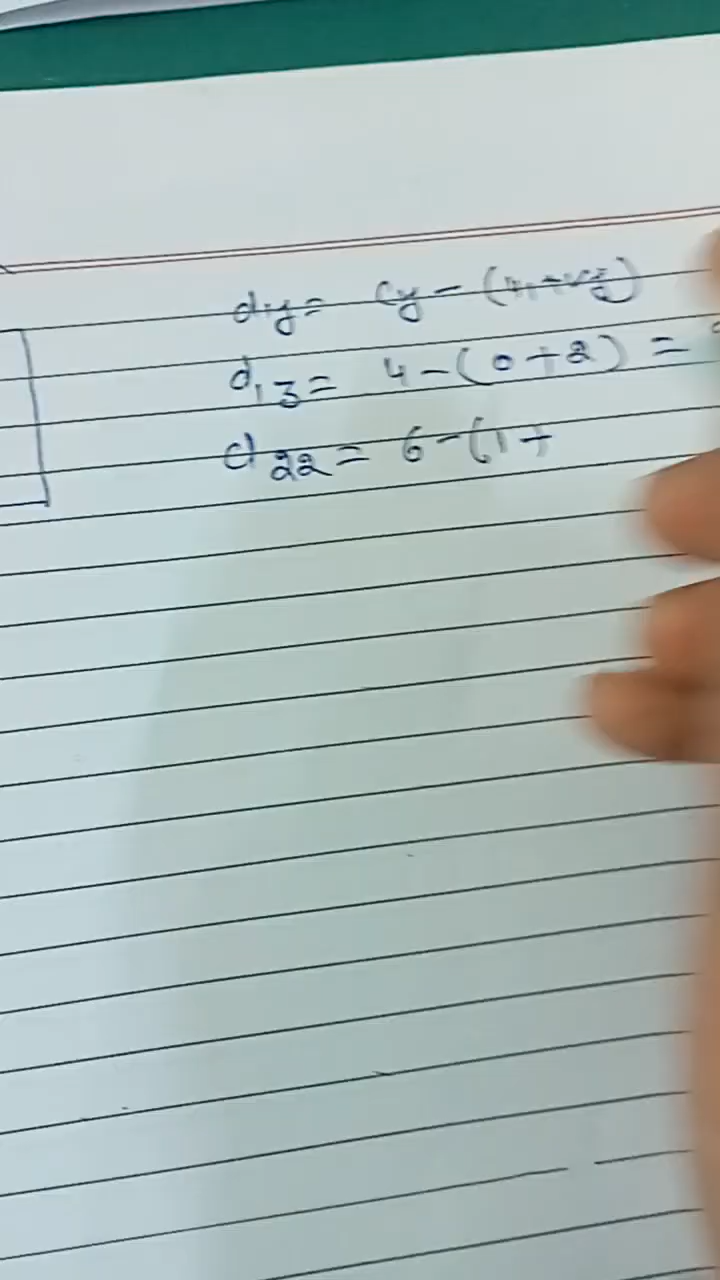 dij = Cij - (ui + vj)
d13 = 4 - (0 + 2) =
d22 = 6 - (1 +